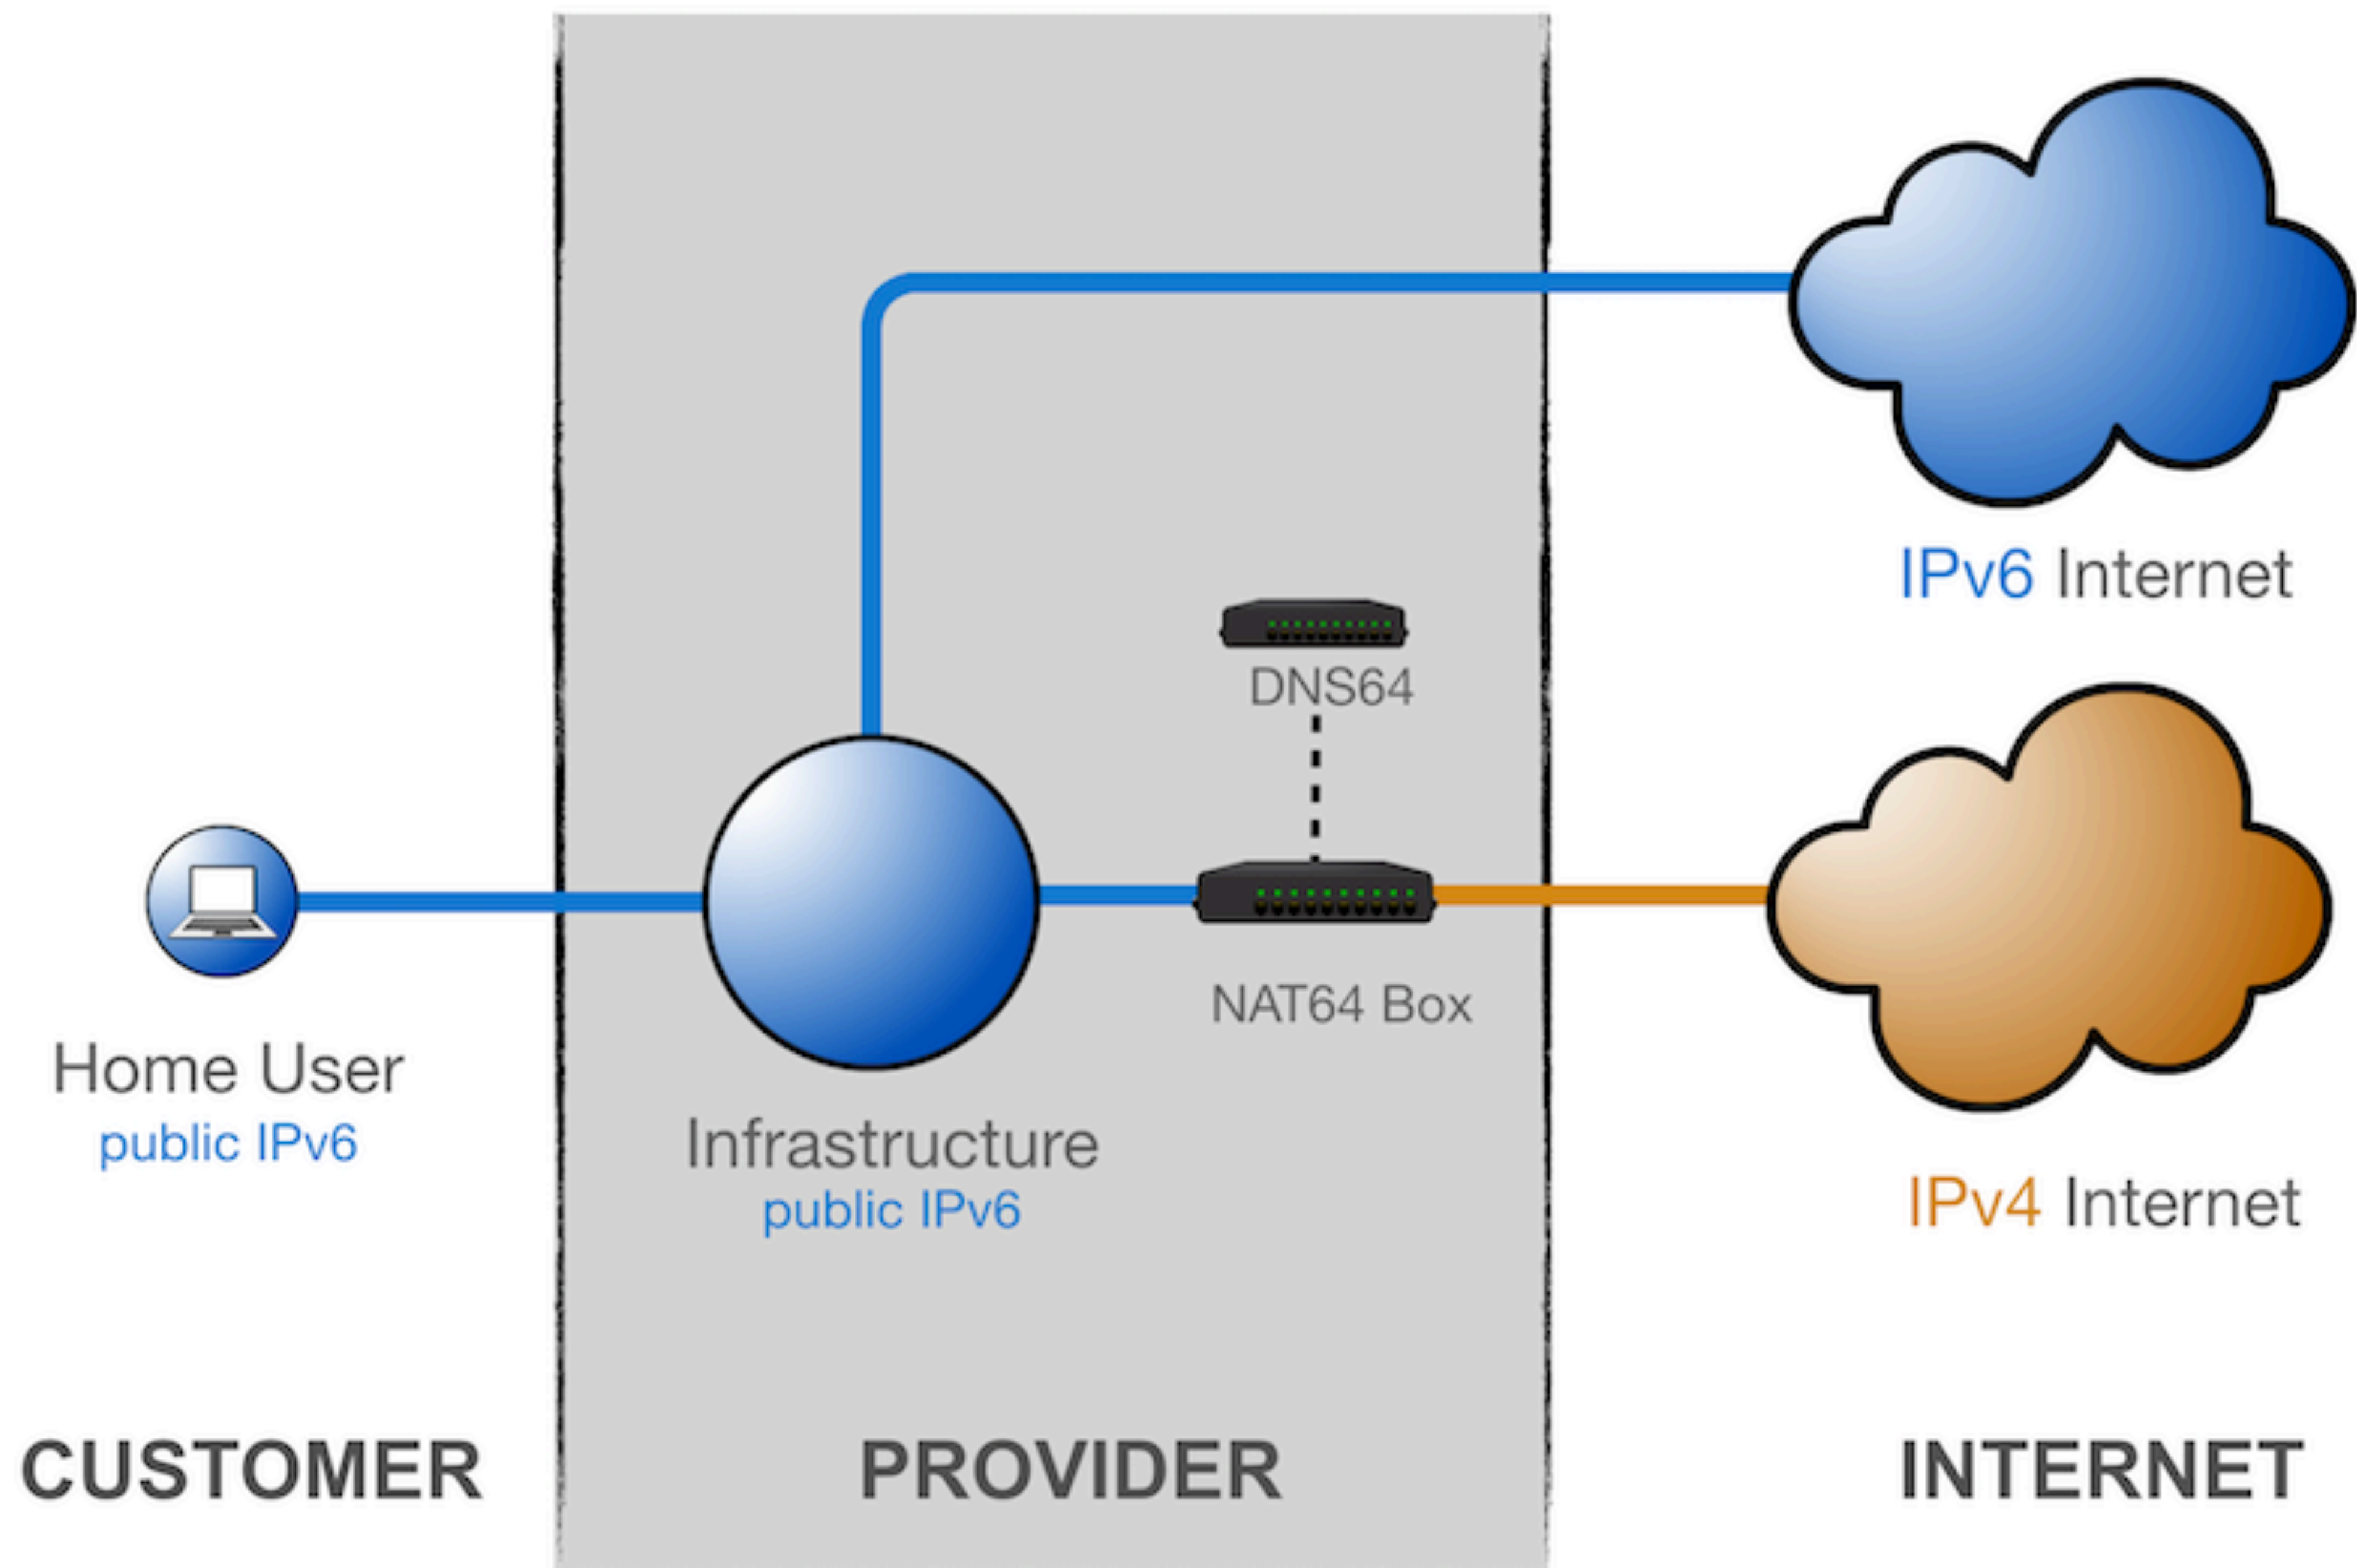 IPv6 Internet
DNS64
NAT64 Box
Home User
public IPv6
Infrastructure
public IPv6
IPv4 Internet
CUSTOMER
PROVIDER
INTERNET